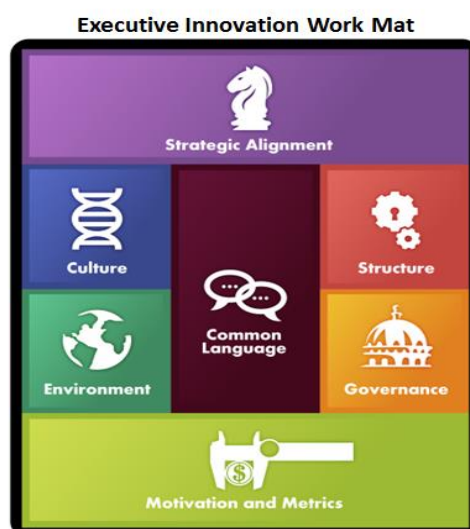 Executive Innovation Work Mat
Strategic Alignment
Culture
Common
Language
Structure
Environment
Governance
$
Motivation and Metrics